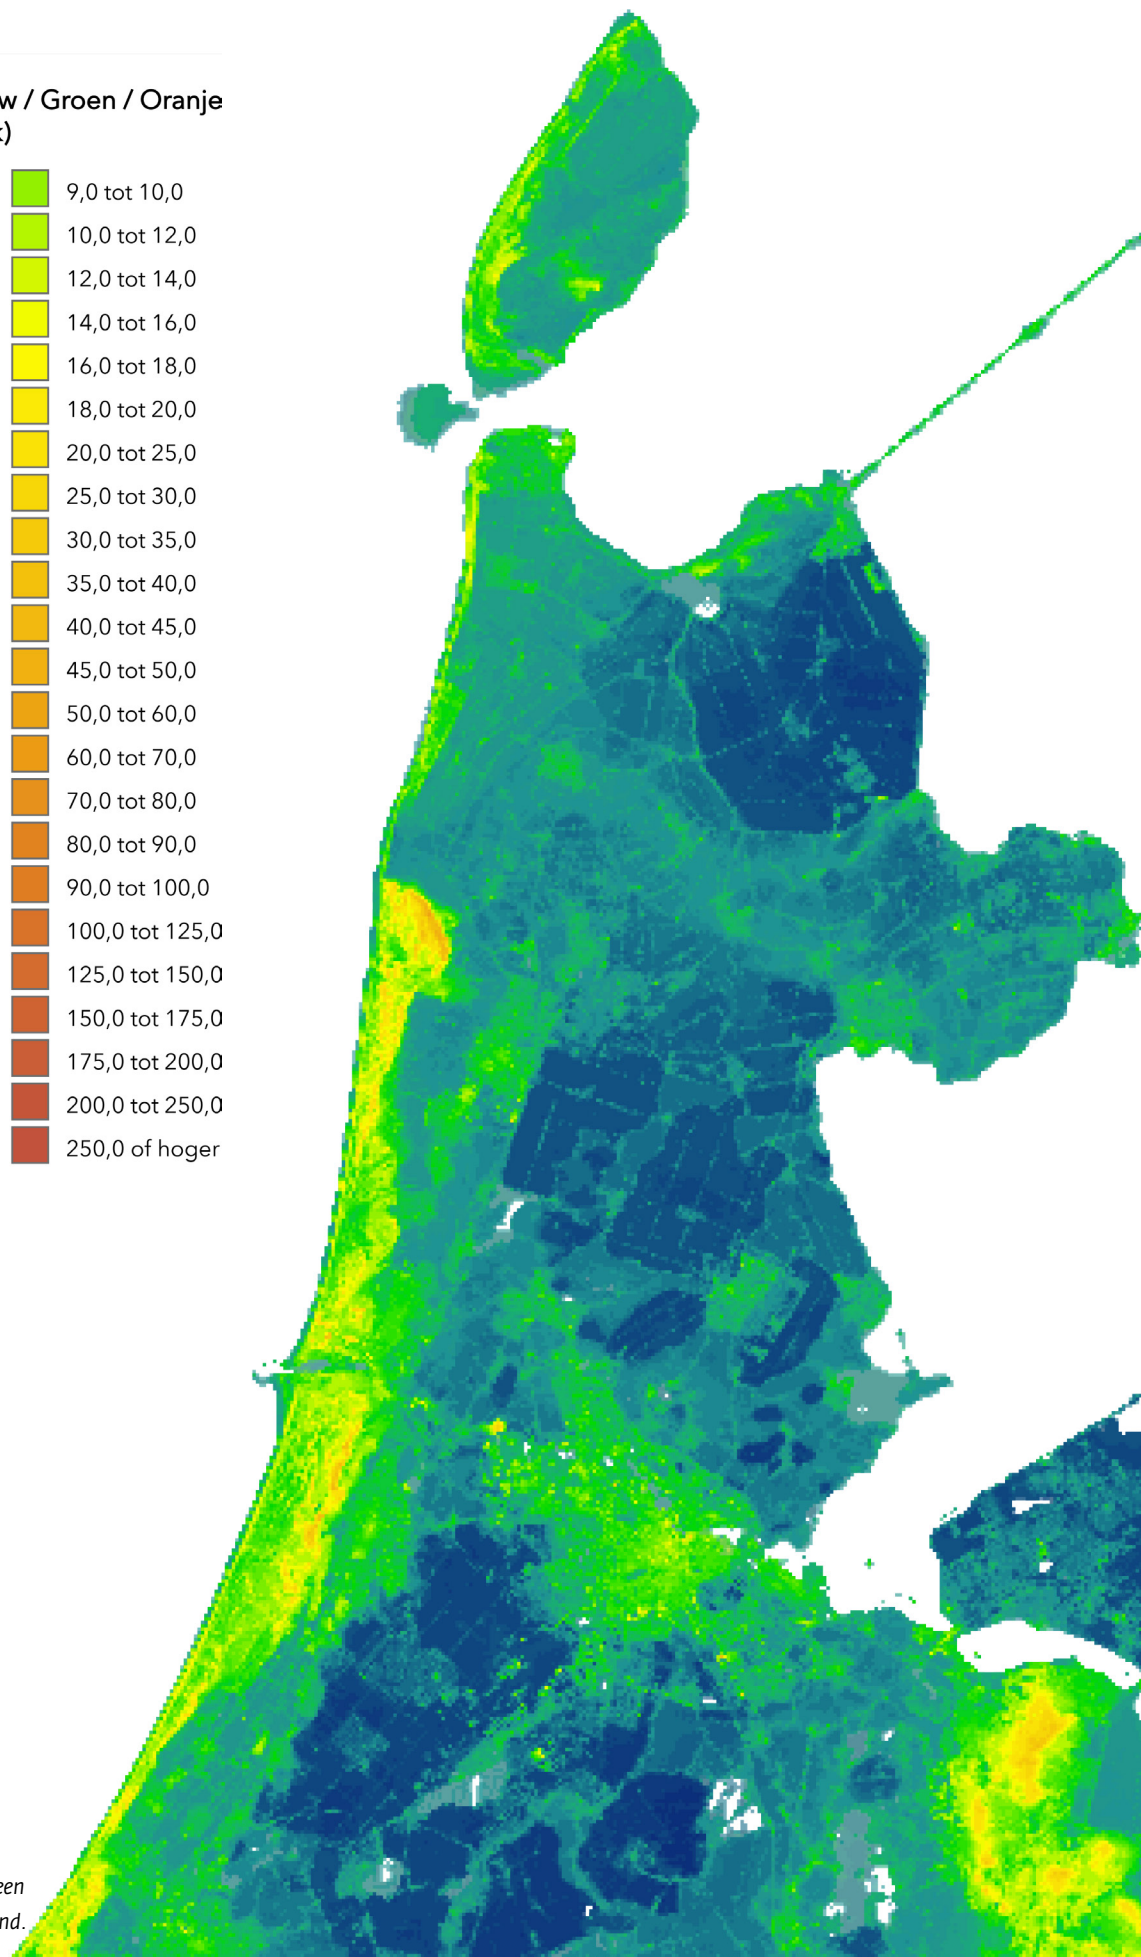 w / Groen / Oranje
k)
9,0 tot 10,0
10,0 tot 12,0
12,0 tot 14,0
14,0 tot 16,0
16,0 tot 18,0
18,0 tot 20,0
20,0 tot 25,0
25,0 tot 30,0
30,0 tot 35,0
35,0 tot 40,0
40,0 tot 45,0
45,0 tot 50,0
50,0 tot 60,0
60,0 tot 70,0
70,0 tot 80,0
80,0 tot 90,0
90,0 tot 100,0
100,0 tot 125,0
125,0 tot 150,0
150,0 tot 175,0
175,0 tot 200,0
200,0 tot 250,0
250,0 of hoger
een
nd.